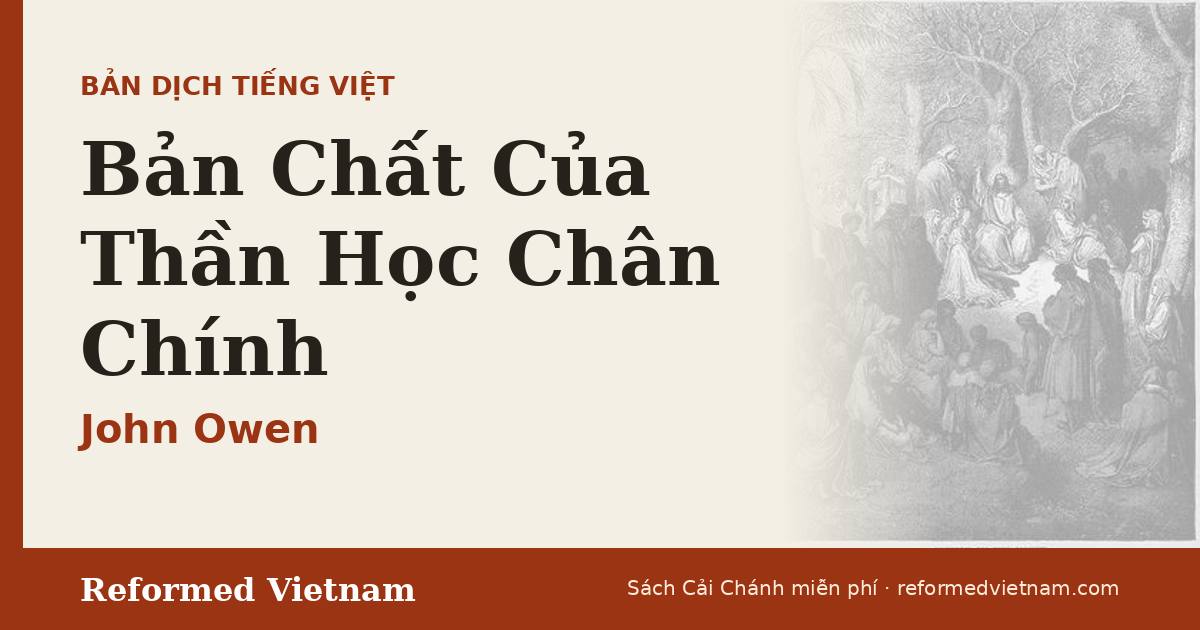 BẢN DỊCH TIẾNG VIỆT
Bản Chất Của
Thần Học Chân
Chính
John Owen
Reformed Vietnam
Sách Cải Chánh miễn phí · reformedvietnam.com